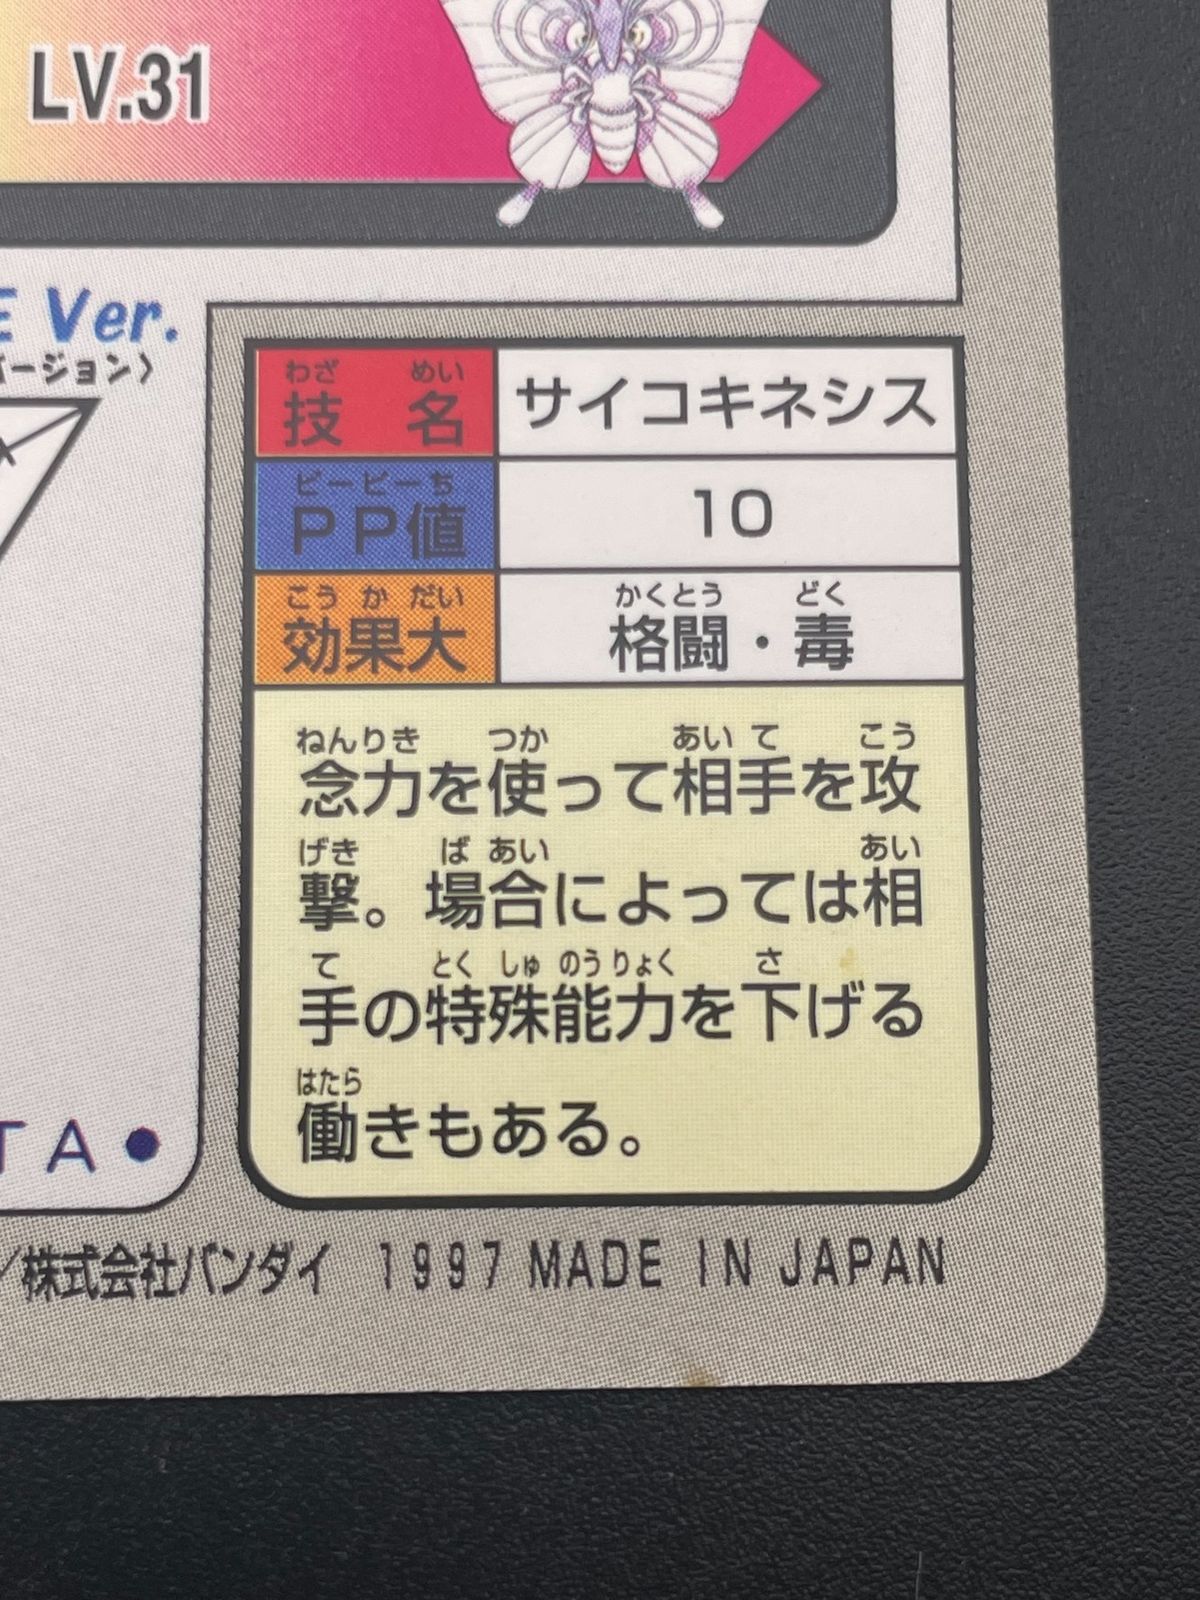 LV.31
E Ver.
バージョン〉
わざ めい
技 名
サイコキネシス
ピーピーち
PP値
10
こう か だい
効果大
かくとう どく
格闘・毒
ねんりき つか あい て こう
念力を使って相手を攻
げき ば あい あい
撃。場合によっては相
て とく しゅ のう りょく さ
手の特殊能力を下げる
はたら
働きもある。
TA●
／株式会社バンダイ 1997 MADE IN JAPAN